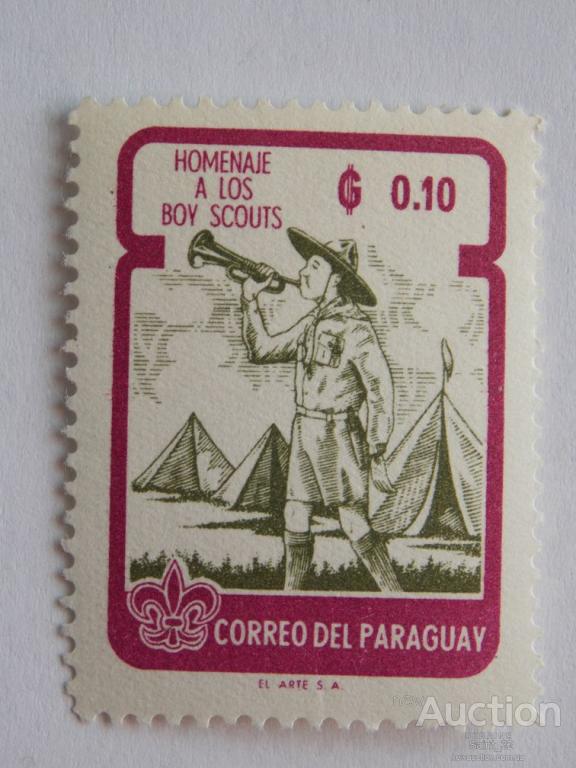 HOMENAJE
A LOS
BOY SCOUTS
₲ 0.10
CORREO DEL PARAGUAY
EL ARTE S.A.
Auction